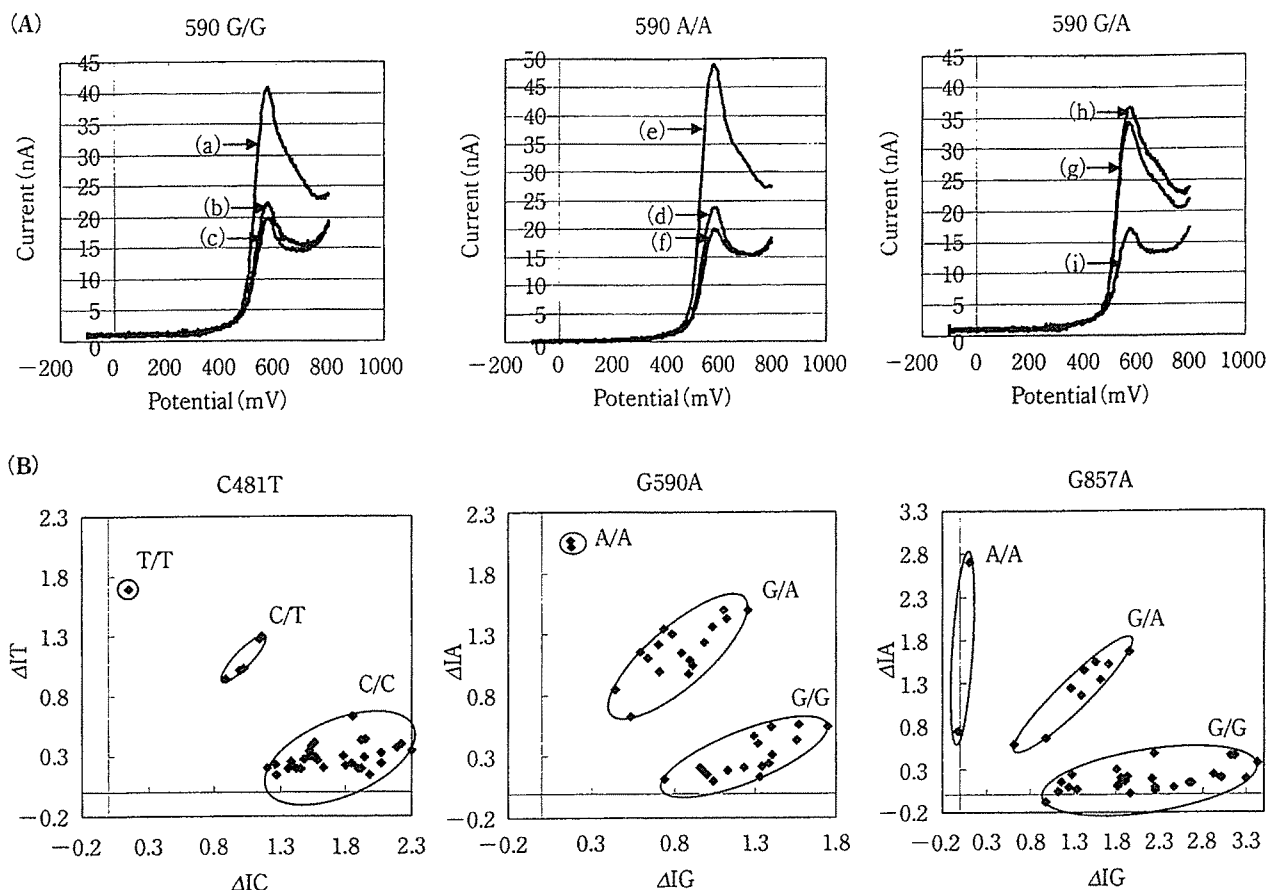 (A)
590 G/G
45
40
35
30
25
20
15
10
5
0
−200 0 200 400 600 800 1000
Current (nA)
Potential (mV)
(a)
(b)
(c)
590 A/A
50
45
40
35
30
25
20
15
10
5
0
−200 0 200 400 600 800 1000
Current (nA)
Potential (mV)
(e)
(d)
(f)
590 G/A
45
40
35
30
25
20
15
10
5
0
−200 0 200 400 600 800 1000
Current (nA)
Potential (mV)
(h)
(g)
(i)
(B)
C481T
2.3
1.8
1.3
0.8
0.3
−0.2
−0.2 0.3 0.8 1.3 1.8 2.3
ΔIT
ΔIC
T/T
C/T
C/C
G590A
2.3
1.8
1.3
0.8
0.3
−0.2
−0.2 0.3 0.8 1.3 1.8
ΔIA
ΔIG
A/A
G/A
G/G
G857A
3.3
2.8
2.3
1.8
1.3
0.8
0.3
−0.2
−0.2 0.3 0.8 1.3 1.8 2.3 2.8 3.3
ΔIA
ΔIG
A/A
G/A
G/G